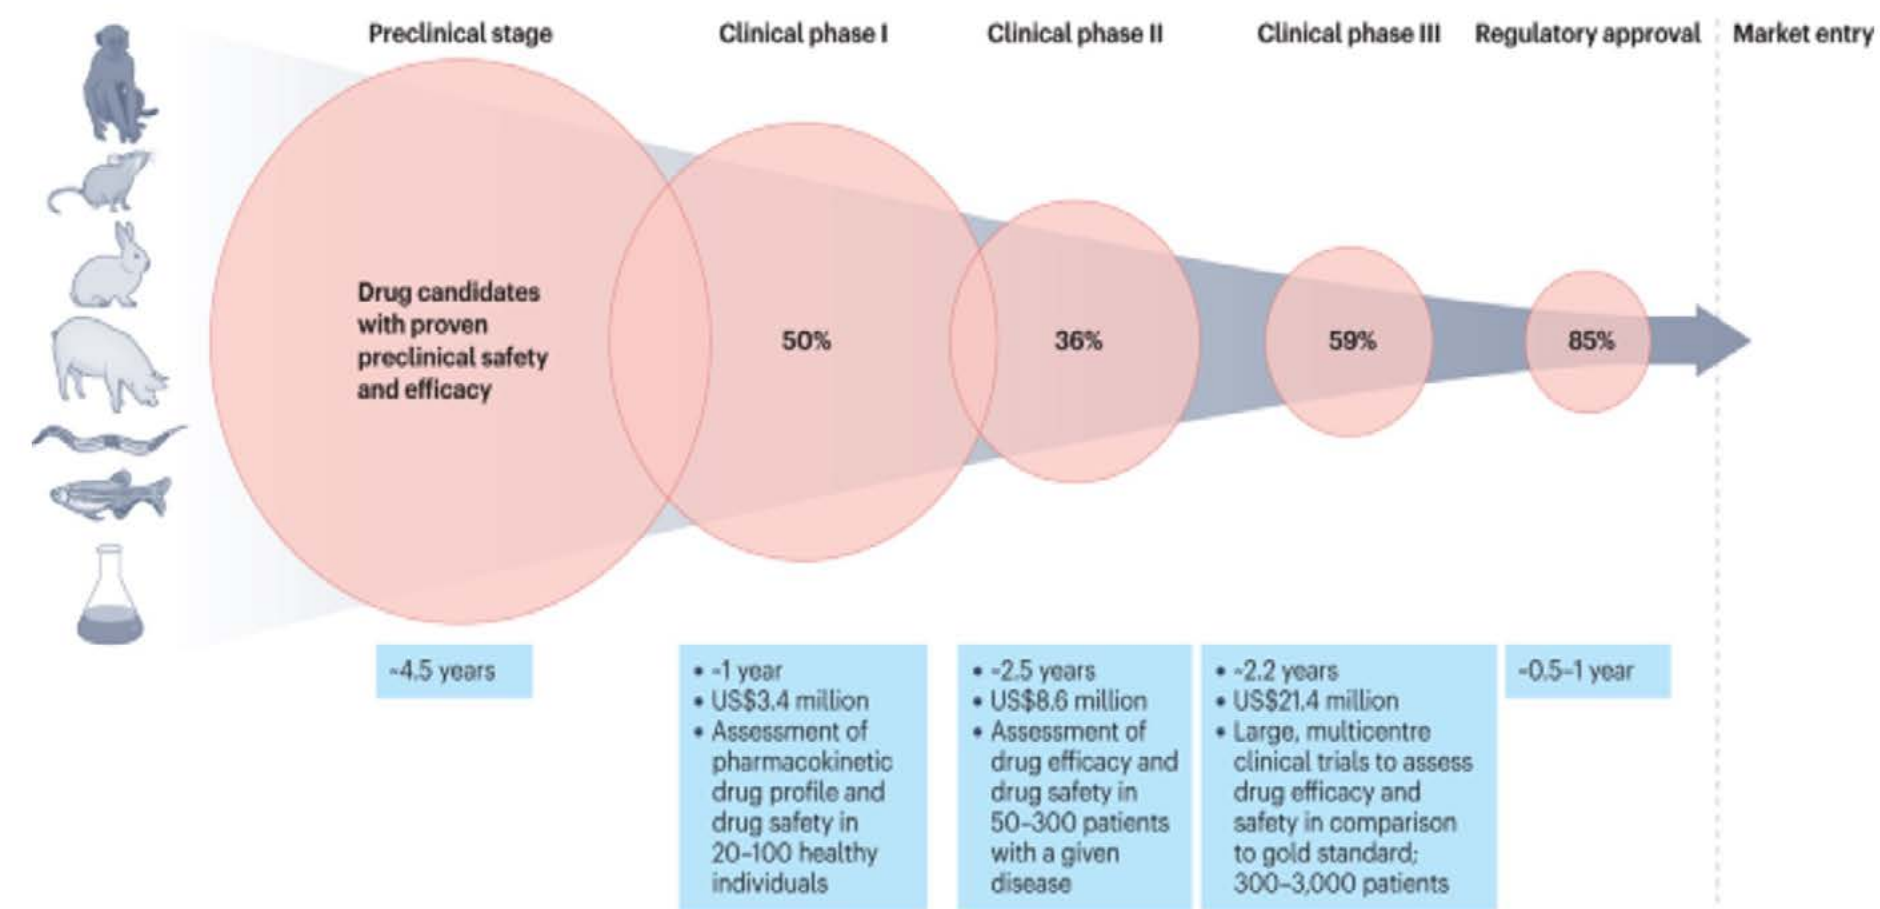 Preclinical stage
Clinical phase I
Clinical phase II
Clinical phase III
Regulatory approval
Market entry
Drug candidates
with proven
preclinical safety
and efficacy
50%
36%
59%
85%
~4.5 years
• ~1 year
• US$3.4 million
• Assessment of
pharmacokinetic
drug profile and
drug safety in
20–100 healthy
individuals
• ~2.5 years
• US$8.6 million
• Assessment of
drug efficacy and
drug safety in
50–300 patients
with a given
disease
• ~2.2 years
• US$21.4 million
• Large, multicentre
clinical trials to assess
drug efficacy and
safety in comparison
to gold standard;
300–3,000 patients
~0.5–1 year